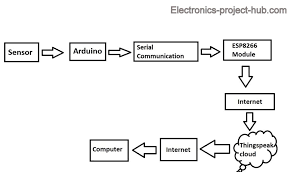 Electronics-project-hub.com
Sensor
Arduino
Serial
Communication
ESP8266
Module
Internet
Thingspeak
cloud
Internet
Computer